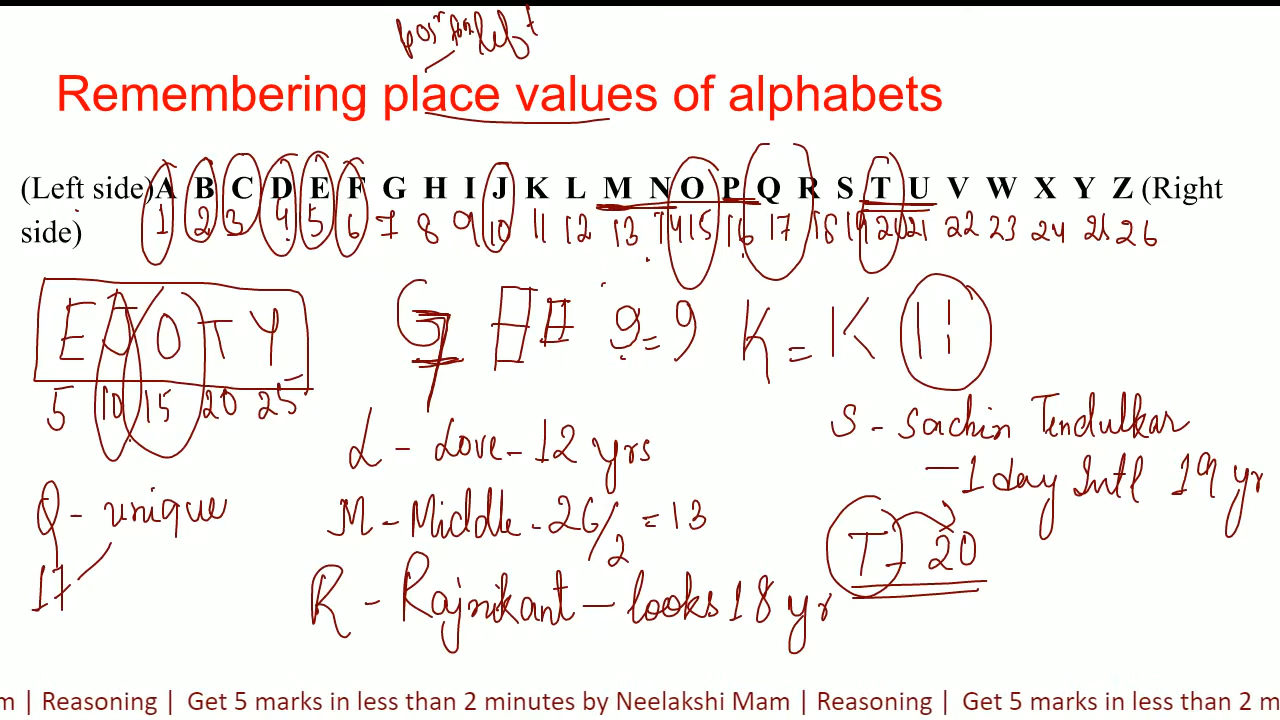 posn from left
Remembering place values of alphabets
(Left side)A B C D E F G H I J K L M N O P Q R S T U V W X Y Z (Right
side) 1 2 3 4 5 6 7 8 9 10 11 12 13 14 15 16 17 18 19 20 21 22 23 24 25 26
E J O T Y G 7 H 9 = 9 K = K 11
5 10 15 20 25
S - Sachin Tendulkar
L - Love - 12 yrs
- 1 day Intl 19 yr
Q - unique
M - Middle - 26/2 = 13
T = 20
17
R - Rajnikant - looks 18 yr
m | Reasoning | Get 5 marks in less than 2 minutes by Neelakshi Mam | Reasoning | Get 5 marks in less than 2 m